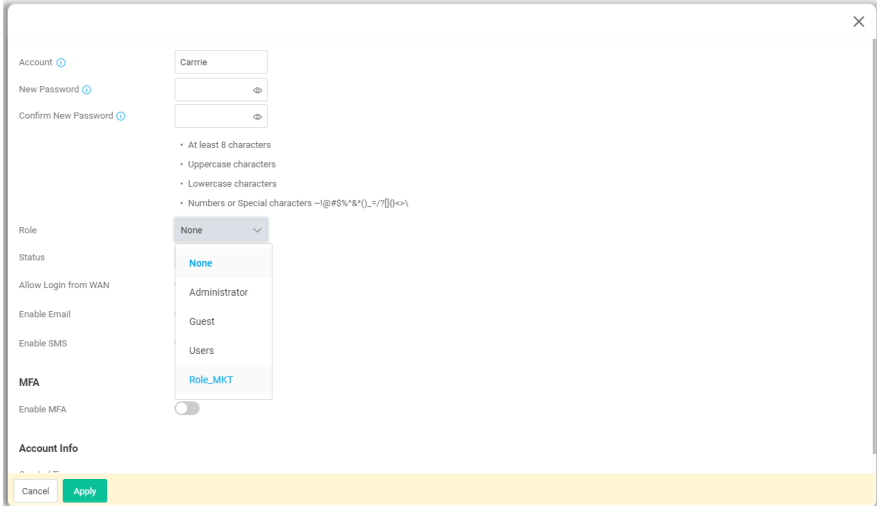 Account
Carrrie
New Password
Confirm New Password
• At least 8 characters
• Uppercase characters
• Lowercase characters
• Numbers or Special characters ~!@#$%^&*()_=/?[]{}<>\
Role
None
Status
None
Allow Login from WAN
Administrator
Enable Email
Guest
Enable SMS
Users
Role_MKT
MFA
Enable MFA
Account Info
Cancel
Apply